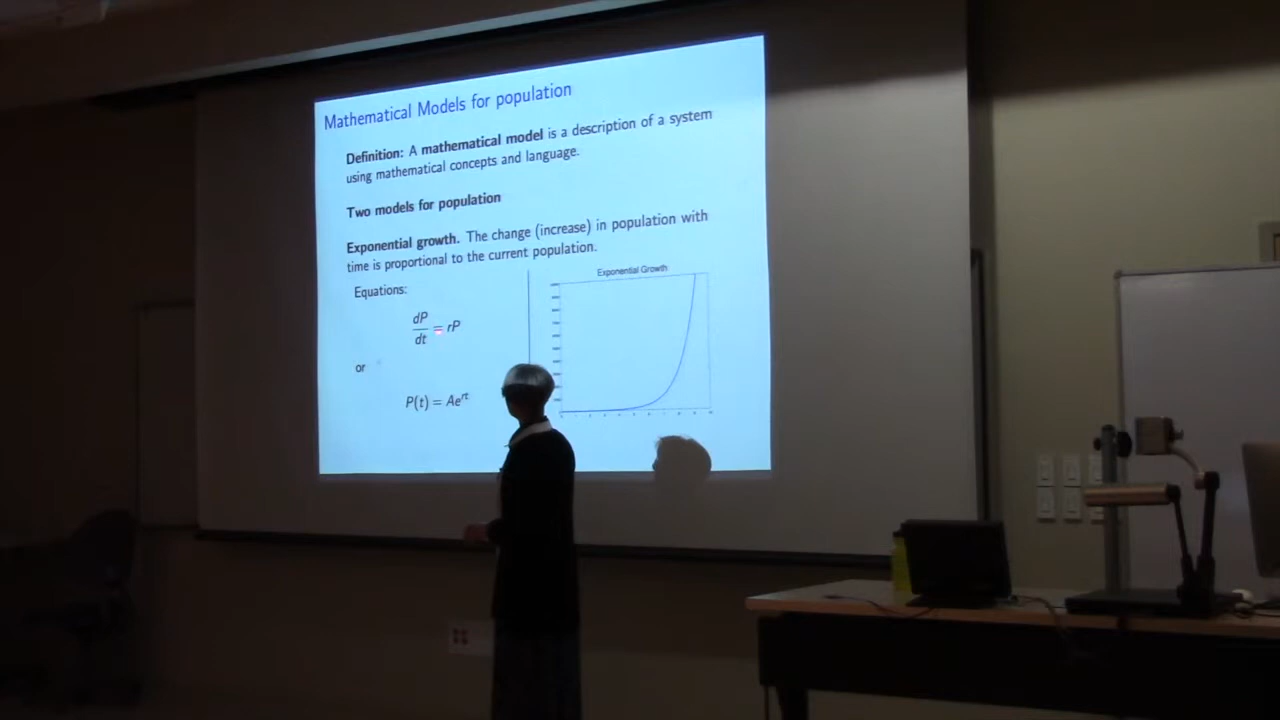 Mathematical Models for population
Definition: A mathematical model is a description of a system
using mathematical concepts and language.
Two models for population
Exponential growth. The change (increase) in population with
time is proportional to the current population.
Equations:
Exponential Growth
dP
dt
= rP
or
P(t) = Ae^{rt}